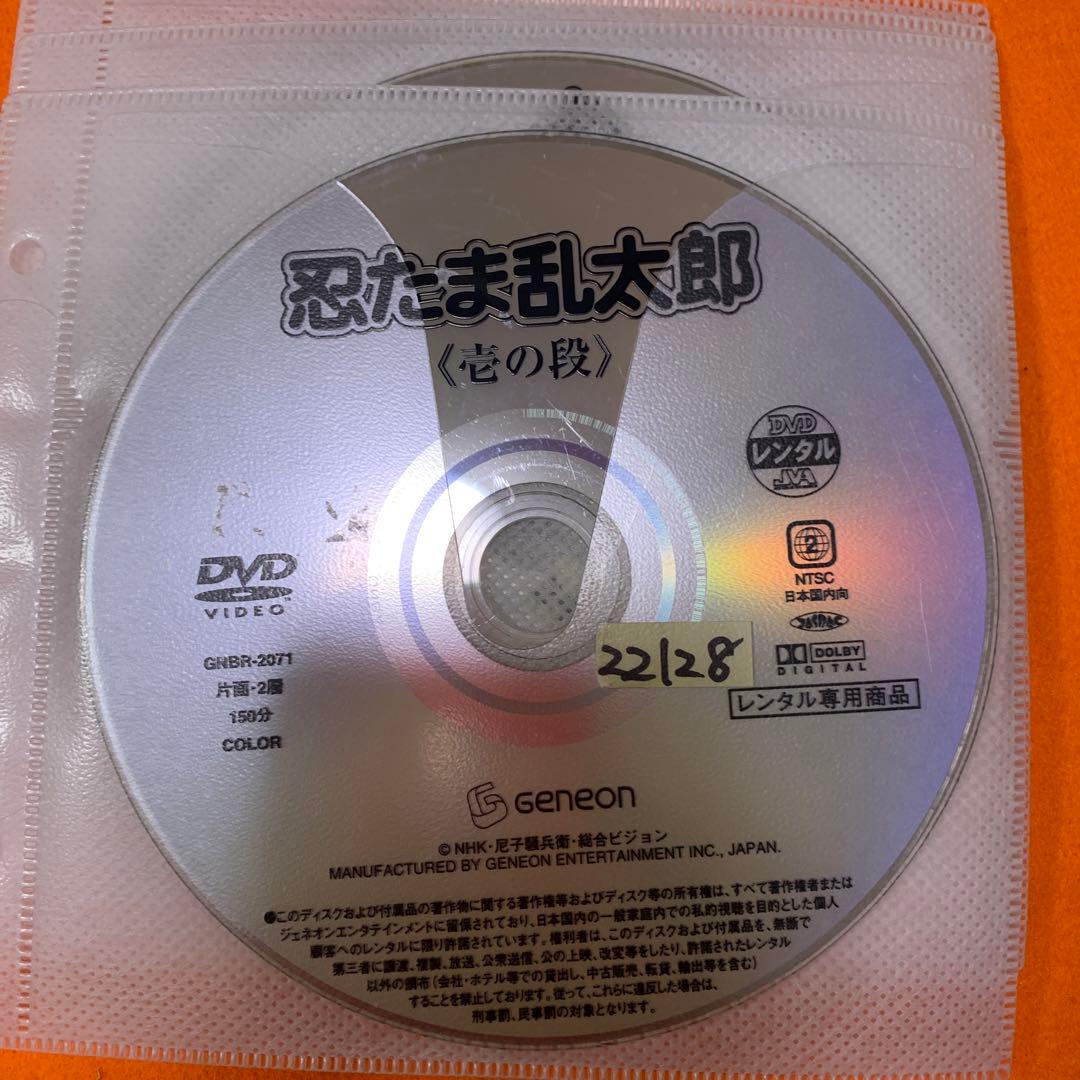 忍たま乱太郎
《壱の段》
DVD
レンタル
JVA
2
NTSC
日本国内向
DVD
VIDEO
GNBR-2071
片面・2層
150分
COLOR
22128
DOLBY
DIGITAL
レンタル専用商品
Geneon
© NHK・尼子騒兵衛・総合ビジョン
MANUFACTURED BY GENEON ENTERTAINMENT INC., JAPAN.
●このディスクおよび付属品の著作物に関する著作権等およびディスク等の所有権は、すべて著作権者または
ジェネオンエンタテインメントに留保されており、日本国内の一般家庭内での私的視聴を目的とした個人
顧客へのレンタルに限り許諾されています。権利者は、このディスクおよび付属品を、無断で
第三者に譲渡、複製、放送、公衆送信、公の上映、改変等をしたり、許諾されたレンタル
以外の頒布(会社・ホテル等での貸出し、中古販売、転貸、輸出等を含む)
することを禁止しております。従って、これらに違反した場合は、
刑事罰、民事罰の対象となります。